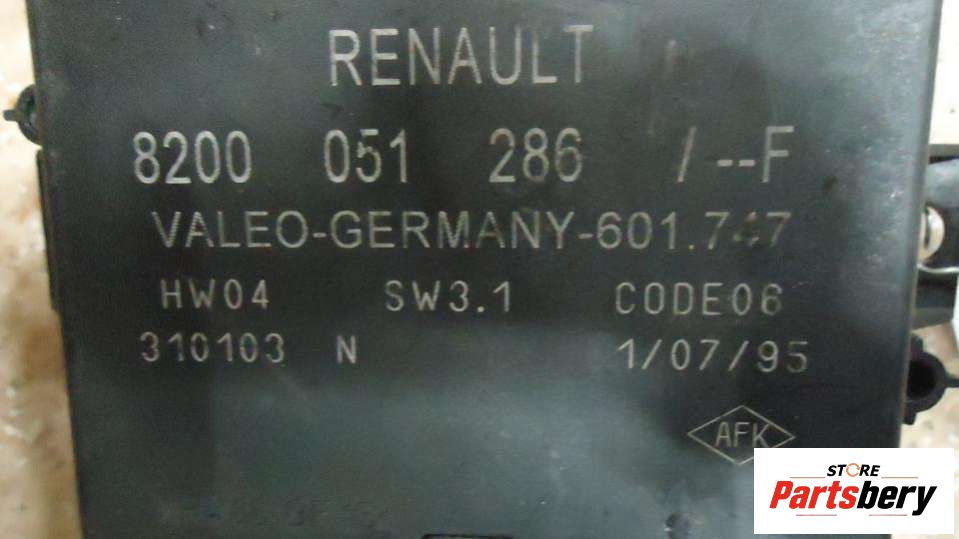 RENAULT
8200 051 286 /--F
VALEO-GERMANY-601.747
HW04 SW3.1 CODE06
310103 N 1/07/95
AFK
STORE
Partsbery